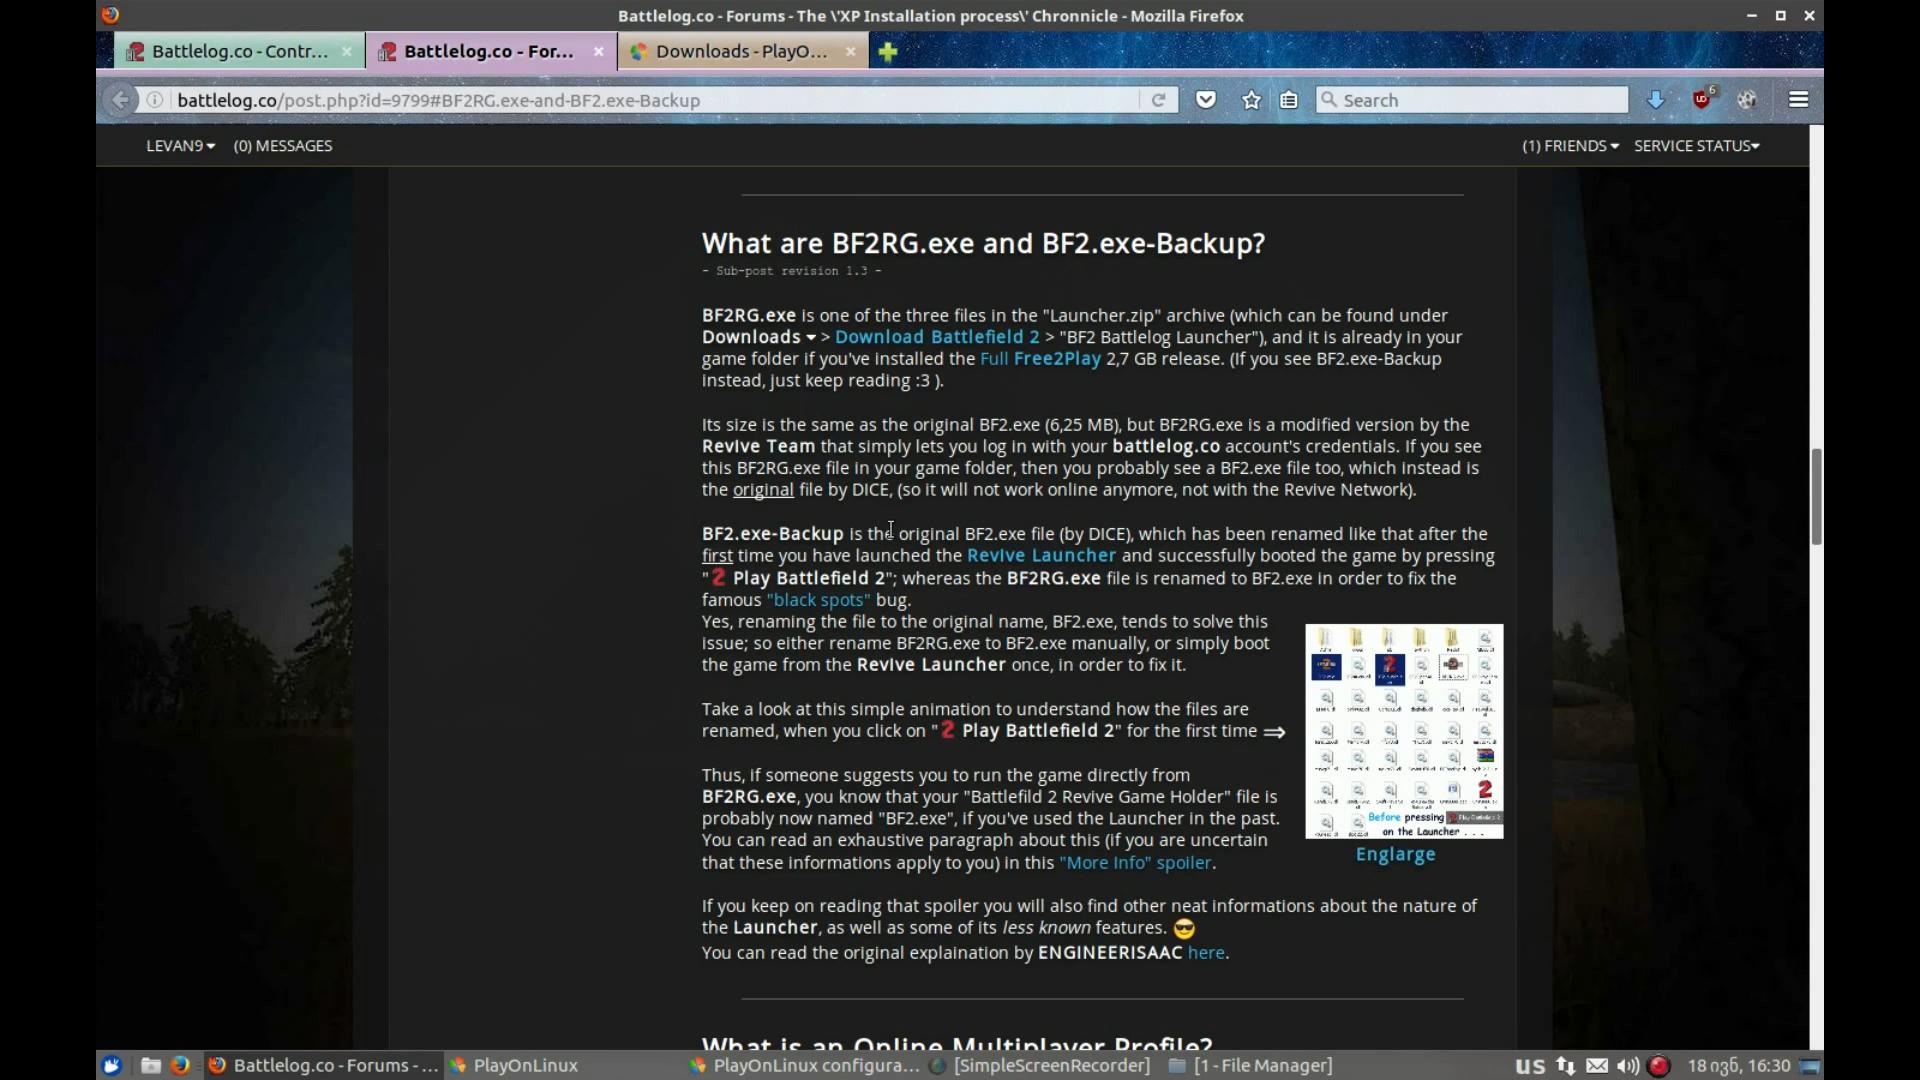 Battlelog.co - Forums - The \'XP Installation process\' Chronnicle - Mozilla Firefox
Battlelog.co - Contr...
Battlelog.co - For...
Downloads - PlayO...
battlelog.co/post.php?id=9799#BF2RG.exe-and-BF2.exe-Backup
Search
6
LEVAN9
(0) MESSAGES
(1) FRIENDS
SERVICE STATUS
What are BF2RG.exe and BF2.exe-Backup?
- Sub-post revision 1.3 -
BF2RG.exe is one of the three files in the "Launcher.zip" archive (which can be found under
Downloads > Download Battlefield 2 > "BF2 Battlelog Launcher"), and it is already in your
game folder if you've installed the Full Free2Play 2,7 GB release. (If you see BF2.exe-Backup
instead, just keep reading :3 ).
Its size is the same as the original BF2.exe (6,25 MB), but BF2RG.exe is a modified version by the
Revive Team that simply lets you log in with your battlelog.co account's credentials. If you see
this BF2RG.exe file in your game folder, then you probably see a BF2.exe file too, which instead is
the original file by DICE, (so it will not work online anymore, not with the Revive Network).
BF2.exe-Backup is the original BF2.exe file (by DICE), which has been renamed like that after the
first time you have launched the Revive Launcher and successfully booted the game by pressing
"2 Play Battlefield 2"; whereas the BF2RG.exe file is renamed to BF2.exe in order to fix the
famous "black spots" bug.
Yes, renaming the file to the original name, BF2.exe, tends to solve this
issue; so either rename BF2RG.exe to BF2.exe manually, or simply boot
the game from the Revive Launcher once, in order to fix it.
Take a look at this simple animation to understand how the files are
renamed, when you click on "2 Play Battlefield 2" for the first time ⇒
Thus, if someone suggests you to run the game directly from
BF2RG.exe, you know that your "Battlefild 2 Revive Game Holder" file is
probably now named "BF2.exe", if you've used the Launcher in the past.
You can read an exhaustive paragraph about this (if you are uncertain
that these informations apply to you) in this "More Info" spoiler.
Before pressing
on the Launcher . . .
Englarge
If you keep on reading that spoiler you will also find other neat informations about the nature of
the Launcher, as well as some of its less known features.
You can read the original explaination by ENGINEERISAAC here.
What is an Online Multiplayer Profile?
Battlelog.co - Forums - ...
PlayOnLinux
PlayOnLinux configura...
[SimpleScreenRecorder]
[1 - File Manager]
us
18 ივნ, 16:30